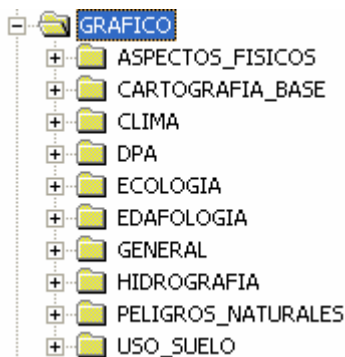 GRAFICO
ASPECTOS_FISICOS
CARTOGRAFIA_BASE
CLIMA
DPA
ECOLOGIA
EDAFOLOGIA
GENERAL
HIDROGRAFIA
PELIGROS_NATURALES
USO_SUELO